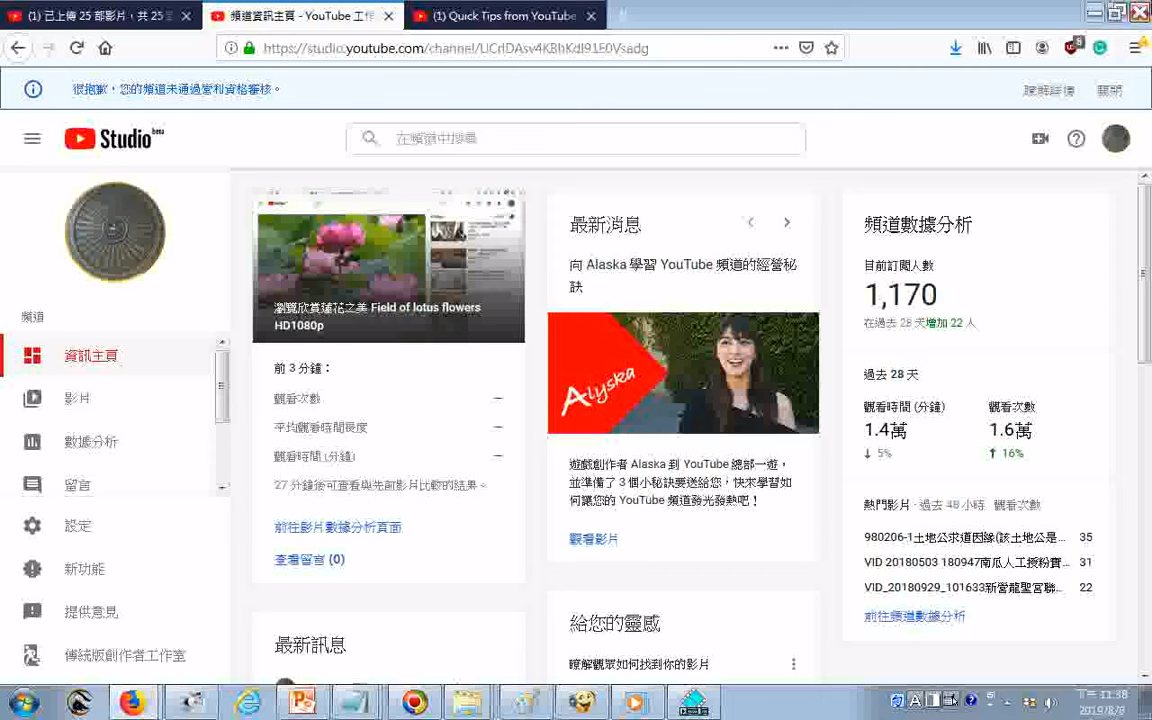 (1) 已上傳 25 部影片，共 25
頻道資訊主頁 - YouTube 工作
(1) Quick Tips from YouTube
https://studio.youtube.com/channel/
很抱歉，您的頻道未通過營利資格審核。
瞭解詳情
關閉
Studio beta
在頻道中搜尋
頻道
資訊主頁
影片
數據分析
留言
設定
新功能
提供意見
傳統版創作者工作室
瀏覽欣賞蓮花之美 Field of lotus flowers
HD1080p
前 3 分鐘：
觀看次數 —
平均觀看時間長度 —
觀看時間 (分鐘) —
27 分鐘後可查看與先前影片比較的結果。
前往影片數據分析頁面
查看留言 (0)
最新訊息
最新消息
向 Alaska 學習 YouTube 頻道的經營秘
訣
Alyska
遊戲創作者 Alaska 到 YouTube 總部一遊，
並準備了 3 個小秘訣要送給您，快來學習如
何讓您的 YouTube 頻道發光發熱吧！
觀看影片
給您的靈感
瞭解觀眾如何找到你的影片
頻道數據分析
目前訂閱人數
1,170
在過去 28 天增加 22 人
過去 28 天
觀看時間 (分鐘) 觀看次數
1.4萬 1.6萬
↓ 5% ↑ 16%
熱門影片 · 過去 48 小時 觀看次數
980206-1土地公求道因緣(該土地公是... 35
VID 20180503 180947南瓜人工授粉實... 31
VID_20180929_101633新營龍聖宮聯... 22
前往頻道數據分析
下午 11:38
2019/8/8